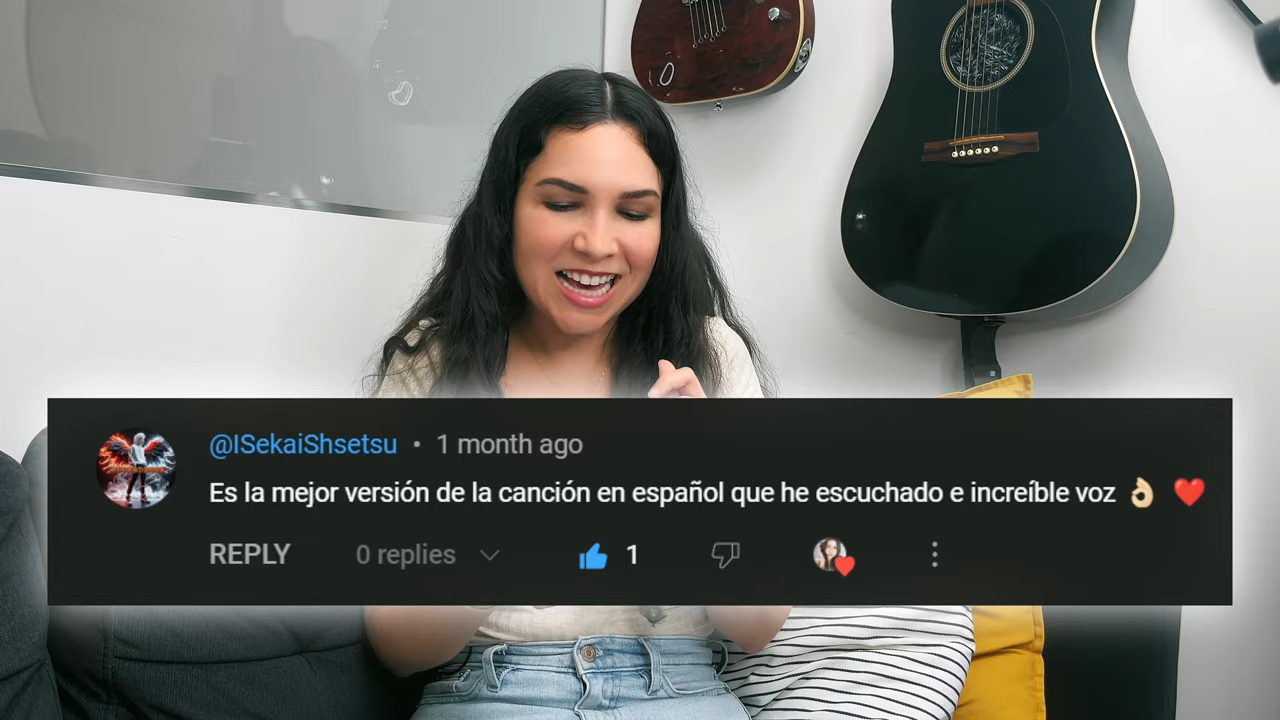 @ISekaiShsetsu • 1 month ago
Es la mejor versión de la canción en español que he escuchado e increíble voz 👌🏼 ❤️
REPLY 0 replies 1